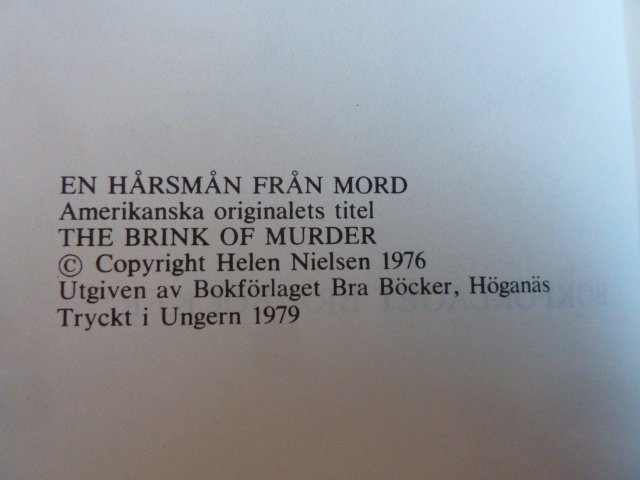 EN HÅRSMÅN FRÅN MORD
Amerikanska originalets titel
THE BRINK OF MURDER
© Copyright Helen Nielsen 1976
Utgiven av Bokförlaget Bra Böcker, Höganäs
Tryckt i Ungern 1979